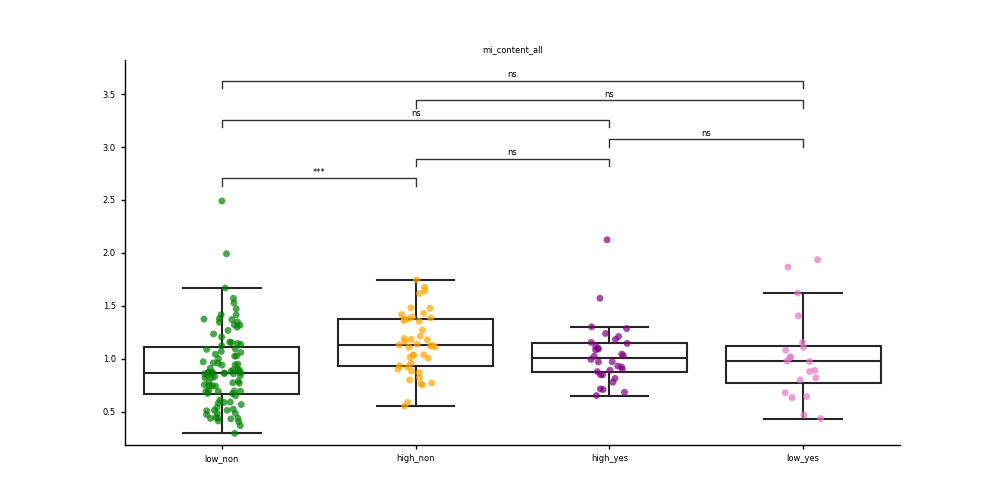 mi_content_all
ns
ns
ns
ns
ns
***
3.5
3.0
2.5
2.0
1.5
1.0
0.5
low_non
high_non
high_yes
low_yes